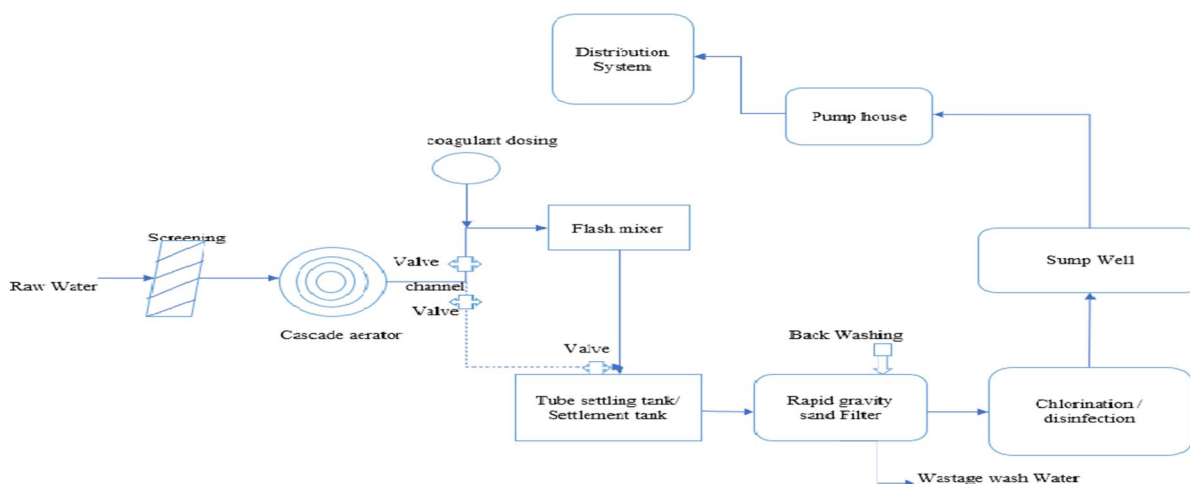 Distribution
System
Pump house
coagulant dosing
Flash mixer
Screening
Valve
Sump Well
Raw Water
channel
Valve
Cascade aerator
Valve
Back Washing
Tube settling tank/
Settlement tank
Rapid gravity
sand Filter
Chlorination /
disinfection
Wastage wash Water